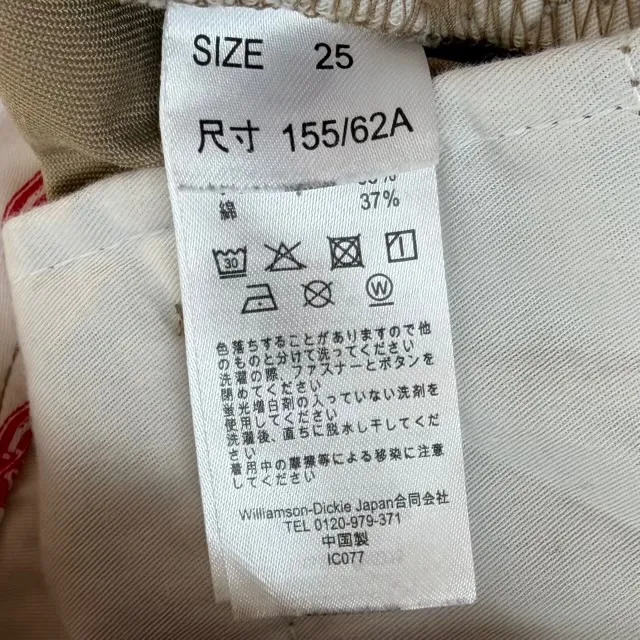 SIZE 25
尺寸 155/62A
綿 37%
30
W
色落ちすることがありますので他
のものと分けて洗ってください
洗濯の際、ファスナーとボタンを
閉めてください
蛍光増白剤の入っていない洗剤を
使用してください
洗濯後、直ちに脱水し干してくだ
さい
着用中の摩擦等による移染に注意
してください
Williamson-Dickie Japan合同会社
TEL 0120-979-371
中国製
IC077